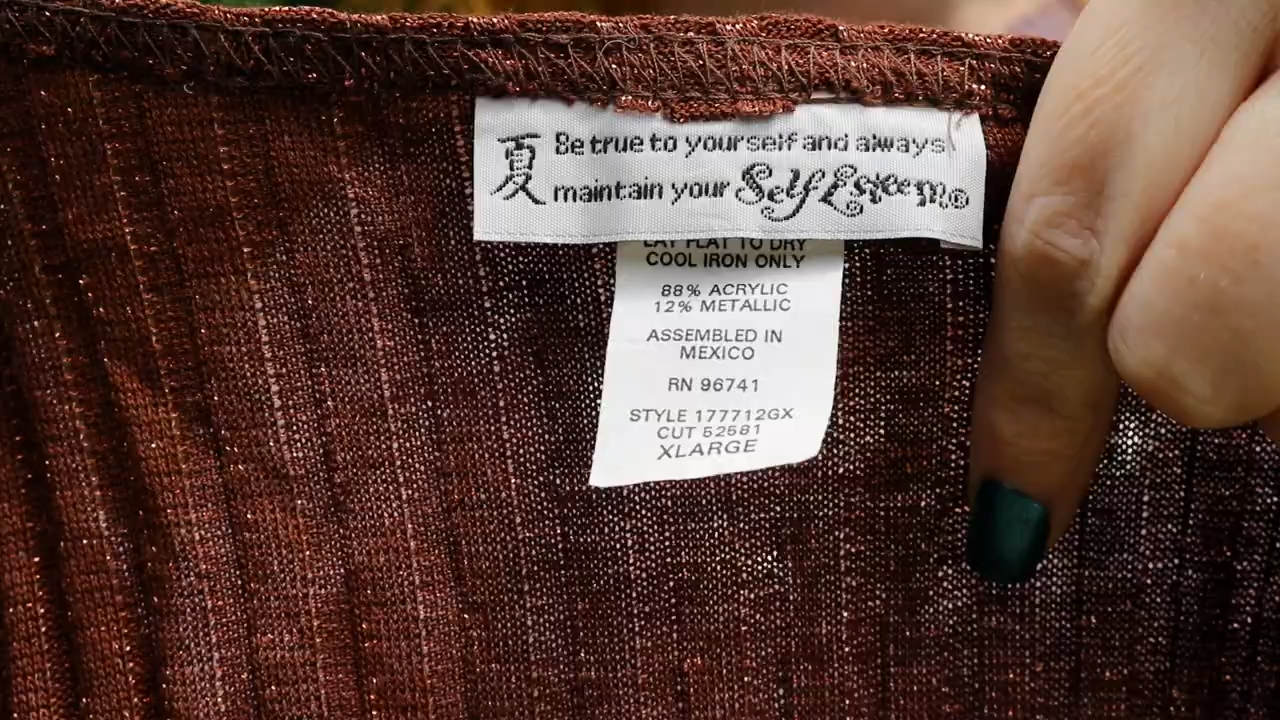 夏 Be true to yourself and always
maintain your Self Esteem®
LAY FLAT TO DRY
COOL IRON ONLY
88% ACRYLIC
12% METALLIC
ASSEMBLED IN
MEXICO
RN 96741
STYLE 177712GX
CUT 52581
XLARGE